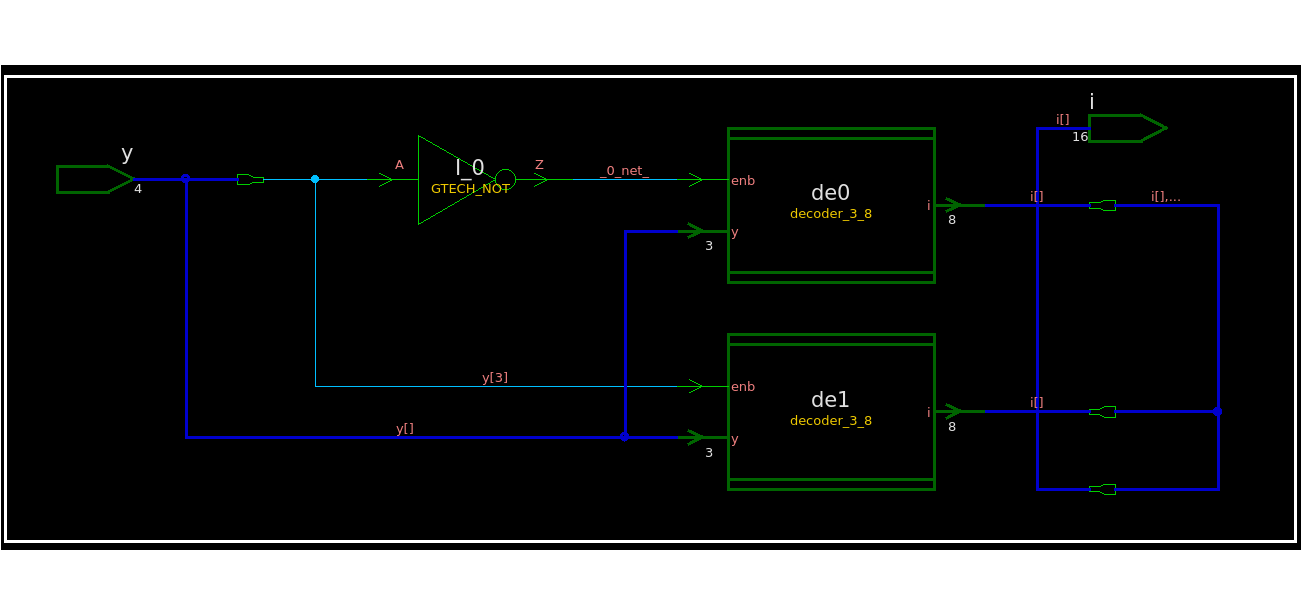 y
4
A
I_0
GTECH_NOT
Z
_0_net_
enb
y
3
de0
decoder_3_8
i
8
i
i[]
16
i[]
i[],...
y[3]
y[]
enb
y
3
de1
decoder_3_8
i
8
i[]